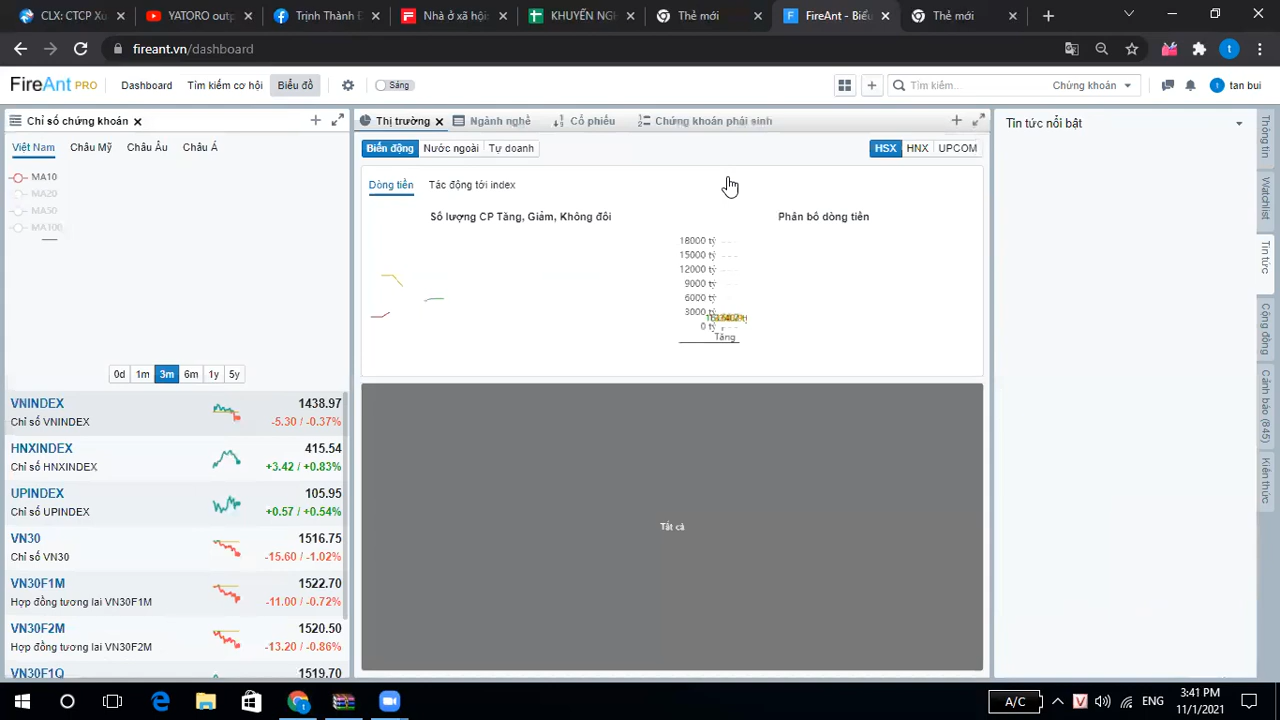 CLX: CTCP Xu
YATORO outp
Trịnh Thành Đ
Nhà ở xã hội:
KHUYẾN NGH
Thẻ mới
FireAnt - Biểu
Thẻ mới
fireant.vn/dashboard
FireAnt PRO
Dashboard
Tìm kiếm cơ hội
Biểu đồ
Sáng
Tìm kiếm...
Chứng khoán
tan bui
Chỉ số chứng khoán
Việt Nam
Châu Mỹ
Châu Âu
Châu Á
MA10
MA20
MA50
MA100
0d 1m 3m 6m 1y 5y
VNINDEX 1438.97
Chỉ số VNINDEX -5.30 / -0.37%
HNXINDEX 415.54
Chỉ số HNXINDEX +3.42 / +0.83%
UPINDEX 105.95
Chỉ số UPINDEX +0.57 / +0.54%
VN30 1516.75
Chỉ số VN30 -15.60 / -1.02%
VN30F1M 1522.70
Hợp đồng tương lai VN30F1M -11.00 / -0.72%
VN30F2M 1520.50
Hợp đồng tương lai VN30F2M -13.20 / -0.86%
VN30F1Q 1519.70
Thị trường
Ngành nghề
Cổ phiếu
Chứng khoán phái sinh
Biến động
Nước ngoài
Tự doanh
HSX
HNX
UPCOM
Dòng tiền
Tác động tới index
Số lượng CP Tăng, Giảm, Không đổi
Phân bổ dòng tiền
18000 tỷ
15000 tỷ
12000 tỷ
9000 tỷ
6000 tỷ
3000 tỷ
0 tỷ
Tăng
Tất cả
Tin tức nổi bật
Thông tin
Watchlist
Tin tức
Cộng đồng
Cảnh báo (845)
Kiến thức
A/C
ENG
3:41 PM
11/1/2021